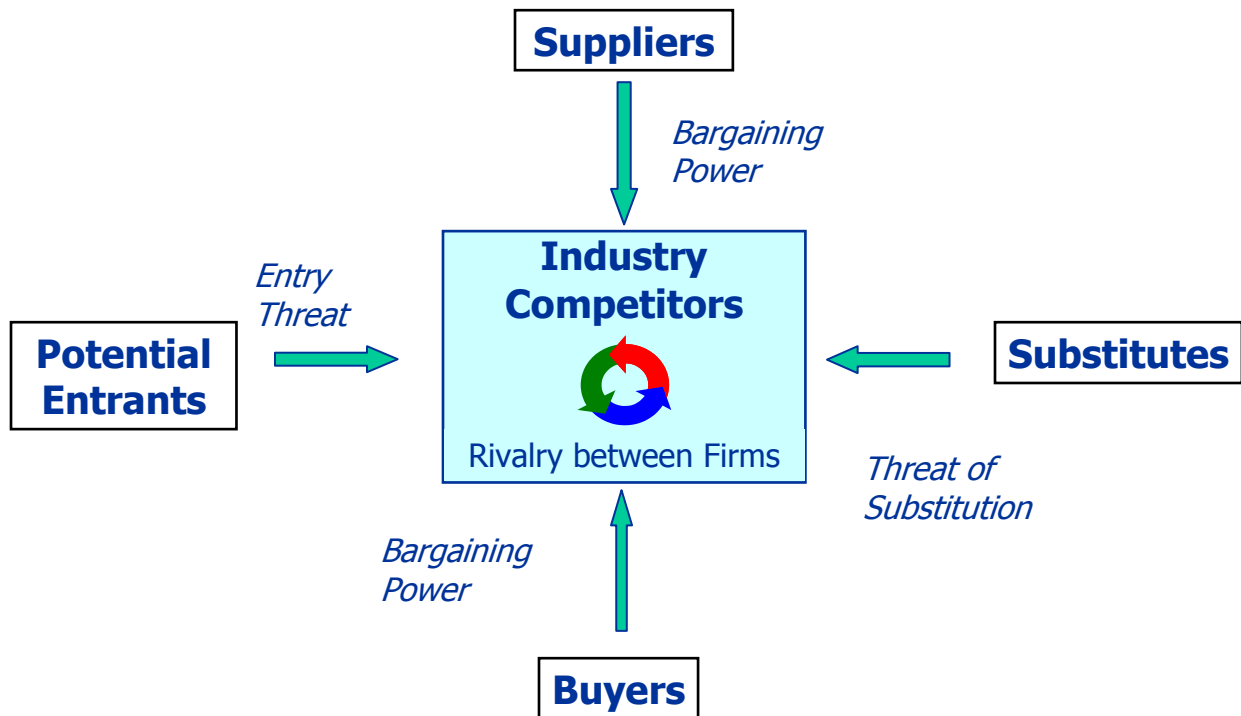 Suppliers
Bargaining
Power
Industry
Competitors
Rivalry between Firms
Entry
Threat
Potential
Entrants
Substitutes
Threat of
Substitution
Bargaining
Power
Buyers